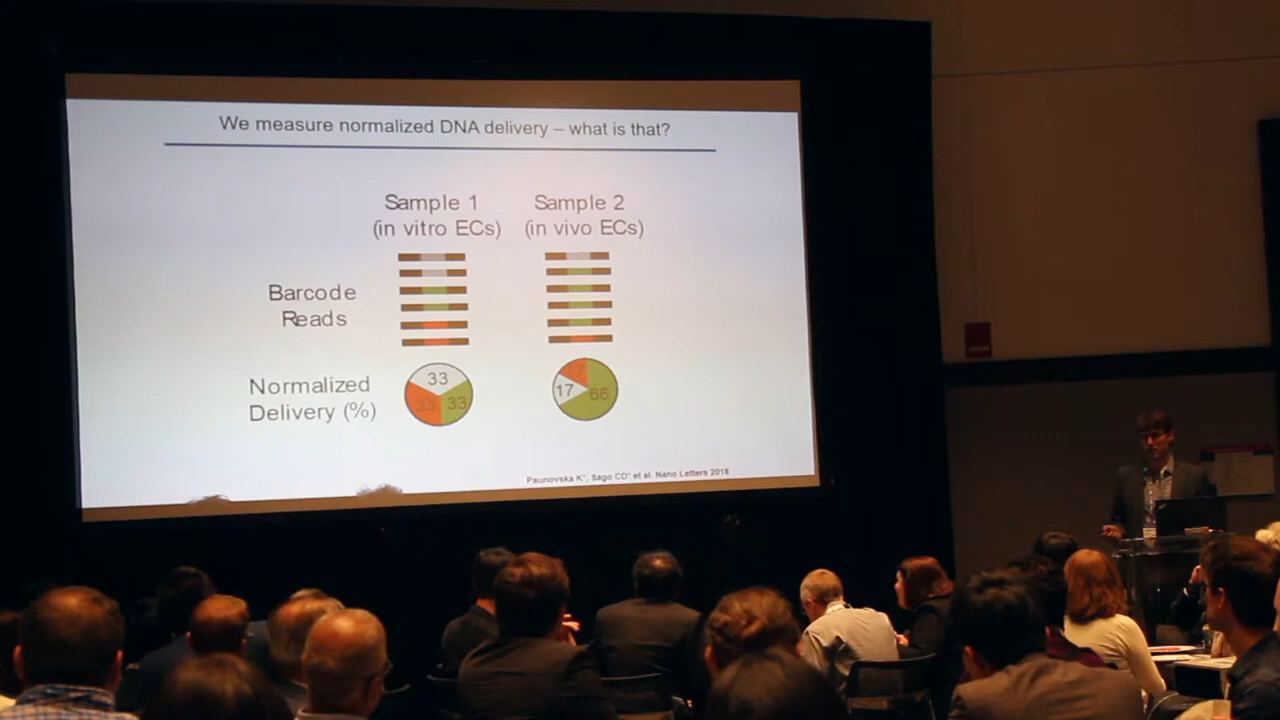 We measure normalized DNA delivery – what is that?
Sample 1
(in vitro ECs)
Sample 2
(in vivo ECs)
Barcode
Reads
Normalized
Delivery (%)
33
33
33
17
17
66
Paunovska K*, Sago CD* et al. Nano Letters 2018